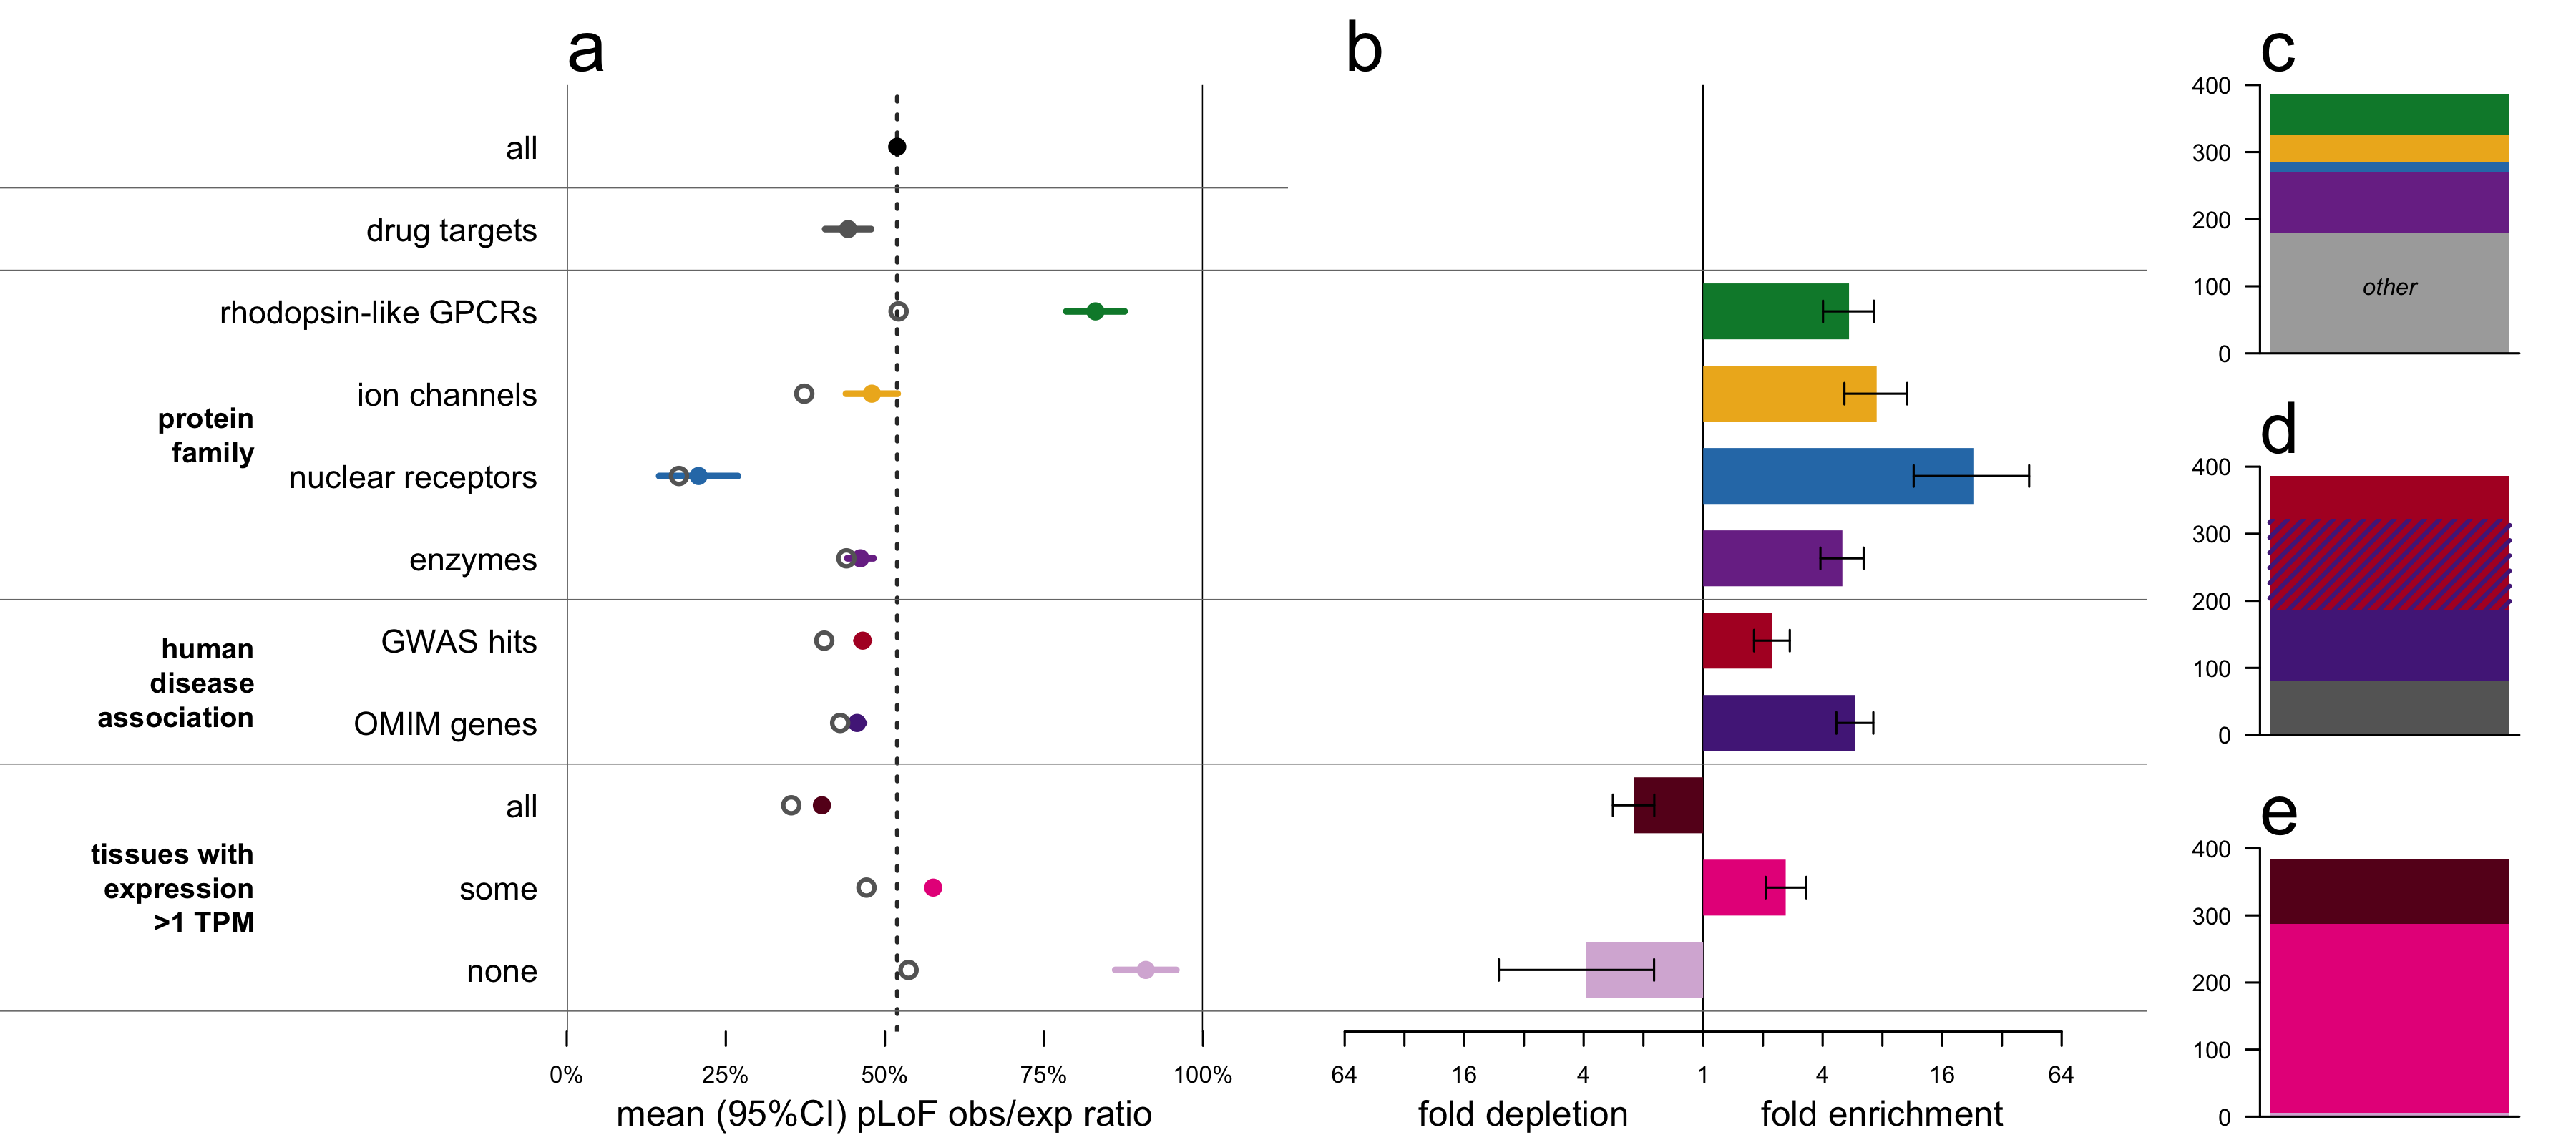 a
b
c
d
e
all
drug targets
protein
family
rhodopsin-like GPCRs
ion channels
nuclear receptors
enzymes
human
disease
association
GWAS hits
OMIM genes
tissues with
expression
>1 TPM
all
some
none
0% 25% 50% 75% 100%
mean (95%CI) pLoF obs/exp ratio
64 16 4 1 4 16 64
fold depletion fold enrichment
400
300
200
100
0
other
400
300
200
100
0
400
300
200
100
0